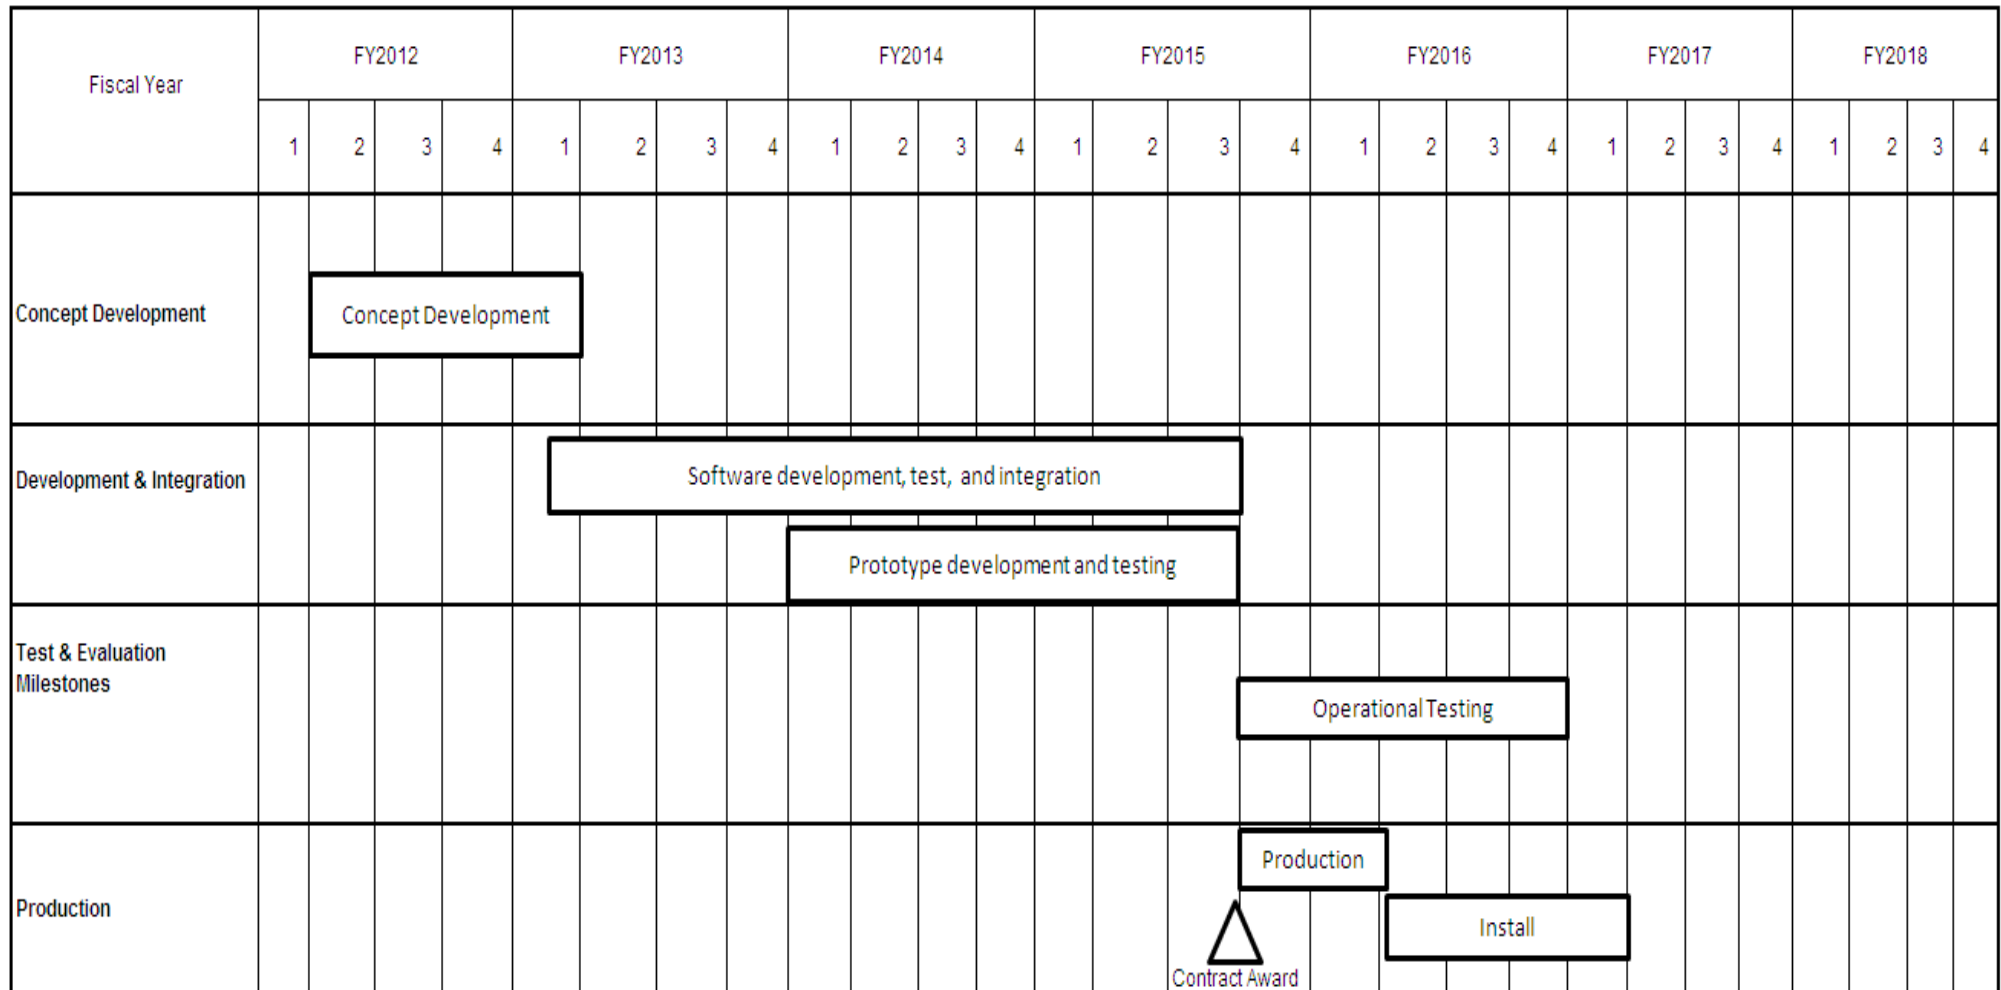 Fiscal Year
FY2012 FY2013 FY2014 FY2015 FY2016 FY2017 FY2018
1 2 3 4 1 2 3 4 1 2 3 4 1 2 3 4 1 2 3 4 1 2 3 4 1 2 3 4
Concept Development
Concept Development
Development & Integration
Software development, test, and integration
Prototype development and testing
Test & Evaluation
Milestones
Operational Testing
Production
Production
Install
Contract Award